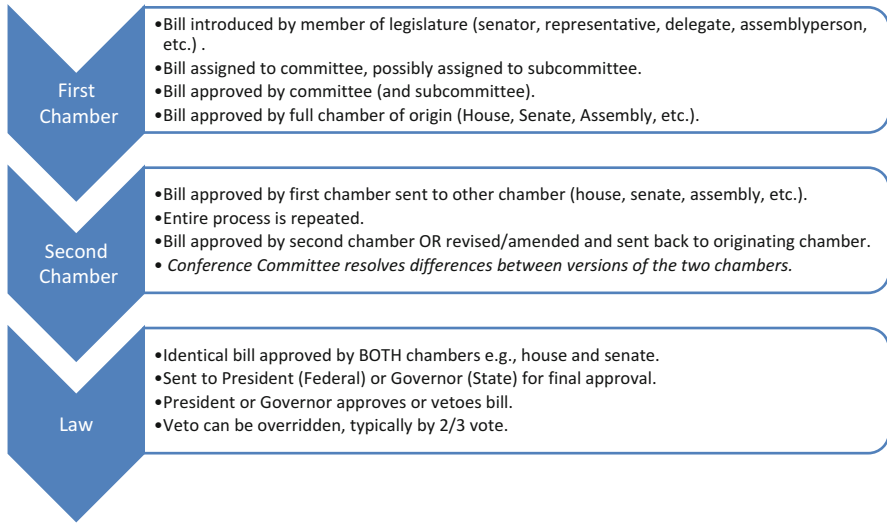 First
Chamber
•Bill introduced by member of legislature (senator, representative, delegate, assemblyperson,
etc.) .
•Bill assigned to committee, possibly assigned to subcommittee.
•Bill approved by committee (and subcommittee).
•Bill approved by full chamber of origin (House, Senate, Assembly, etc.).
Second
Chamber
•Bill approved by first chamber sent to other chamber (house, senate, assembly, etc.).
•Entire process is repeated.
•Bill approved by second chamber OR revised/amended and sent back to originating chamber.
• Conference Committee resolves differences between versions of the two chambers.
Law
•Identical bill approved by BOTH chambers e.g., house and senate.
•Sent to President (Federal) or Governor (State) for final approval.
•President or Governor approves or vetoes bill.
•Veto can be overridden, typically by 2/3 vote.